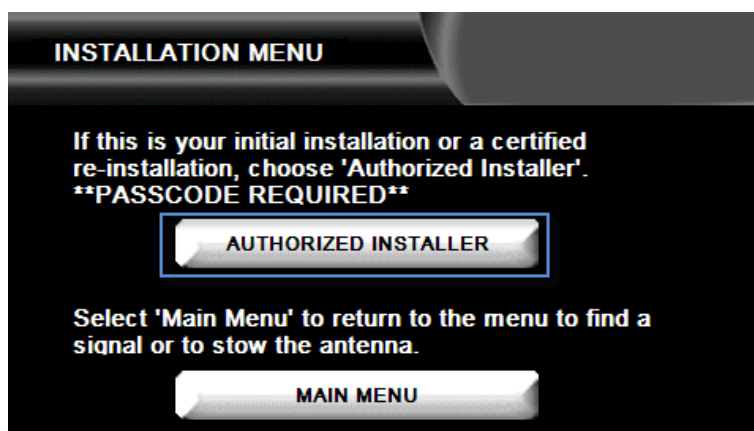 INSTALLATION MENU
If this is your initial installation or a certified
re-installation, choose 'Authorized Installer'.
**PASSCODE REQUIRED**
AUTHORIZED INSTALLER
Select 'Main Menu' to return to the menu to find a
signal or to stow the antenna.
MAIN MENU